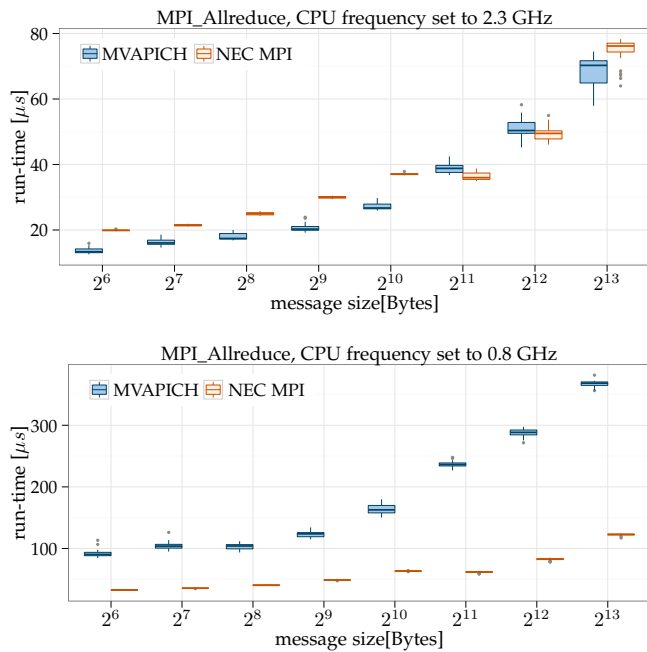 MPI_Allreduce, CPU frequency set to 2.3 GHz
MVAPICH NEC MPI
run-time [μs]
80
60
40
20
2^6 2^7 2^8 2^9 2^10 2^11 2^12 2^13
message size[Bytes]
MPI_Allreduce, CPU frequency set to 0.8 GHz
MVAPICH NEC MPI
run-time [μs]
300
200
100
2^6 2^7 2^8 2^9 2^10 2^11 2^12 2^13
message size[Bytes]